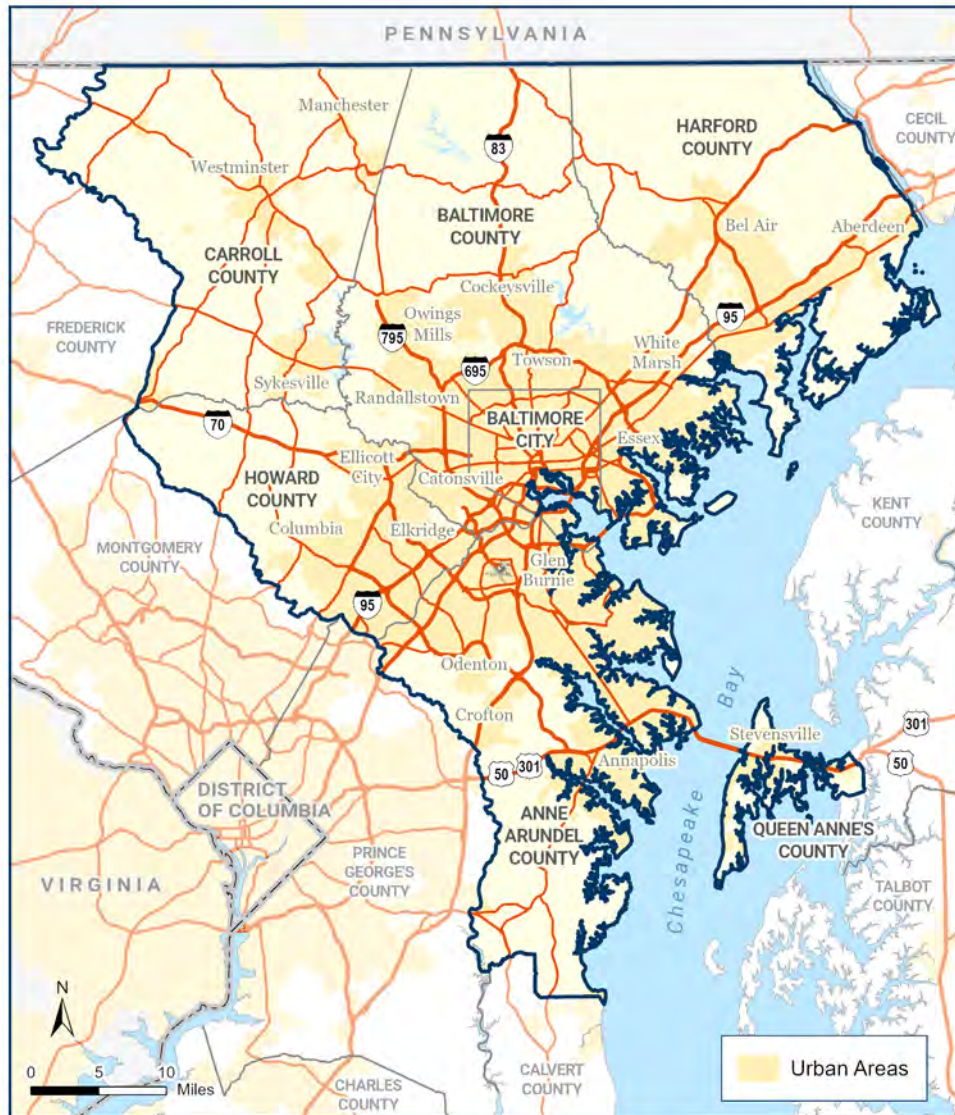 PENNSYLVANIA
Manchester
HARFORD
COUNTY
CECIL
COUNTY
83
Westminster
BALTIMORE
COUNTY
Bel Air
Aberdeen
CARROLL
COUNTY
Cockeysville
FREDERICK
COUNTY
Owings
Mills
795
95
White
Marsh
Towson
695
Sykesville
Randallstown
BALTIMORE
CITY
70
Essex
Ellicott
City
Catonsville
HOWARD
COUNTY
KENT
COUNTY
Columbia
Elkridge
MONTGOMERY
COUNTY
Glen
Burnie
95
Odenton
Crofton
Chesapeake Bay
Stevensville
301
50
50
301
Annapolis
DISTRICT
OF COLUMBIA
ANNE
ARUNDEL
COUNTY
QUEEN ANNE'S
COUNTY
PRINCE
GEORGE'S
COUNTY
VIRGINIA
TALBOT
COUNTY
N
0 5 10
Miles
CHARLES
COUNTY
CALVERT
COUNTY
Urban Areas